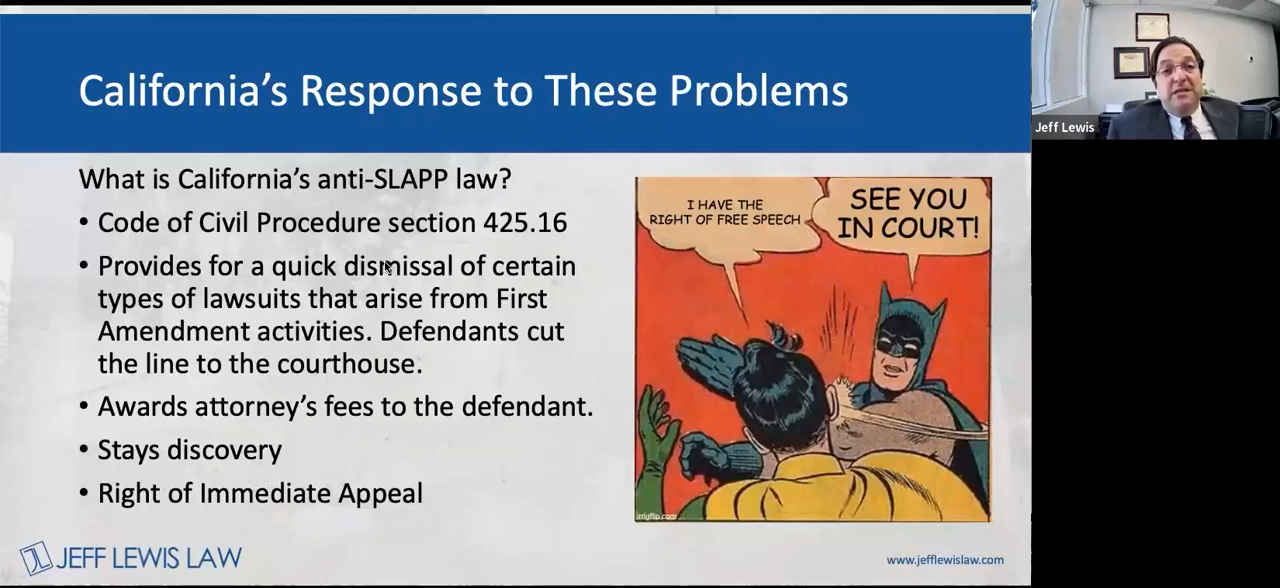 California’s Response to These Problems
Jeff Lewis
What is California’s anti-SLAPP law?
• Code of Civil Procedure section 425.16
• Provides for a quick dismissal of certain
types of lawsuits that arise from First
Amendment activities. Defendants cut
the line to the courthouse.
• Awards attorney’s fees to the defendant.
• Stays discovery
• Right of Immediate Appeal
I HAVE THE
RIGHT OF FREE SPEECH
SEE YOU
IN COURT!
imgflip.com
JL JEFF LEWIS LAW
www.jefflewislaw.com